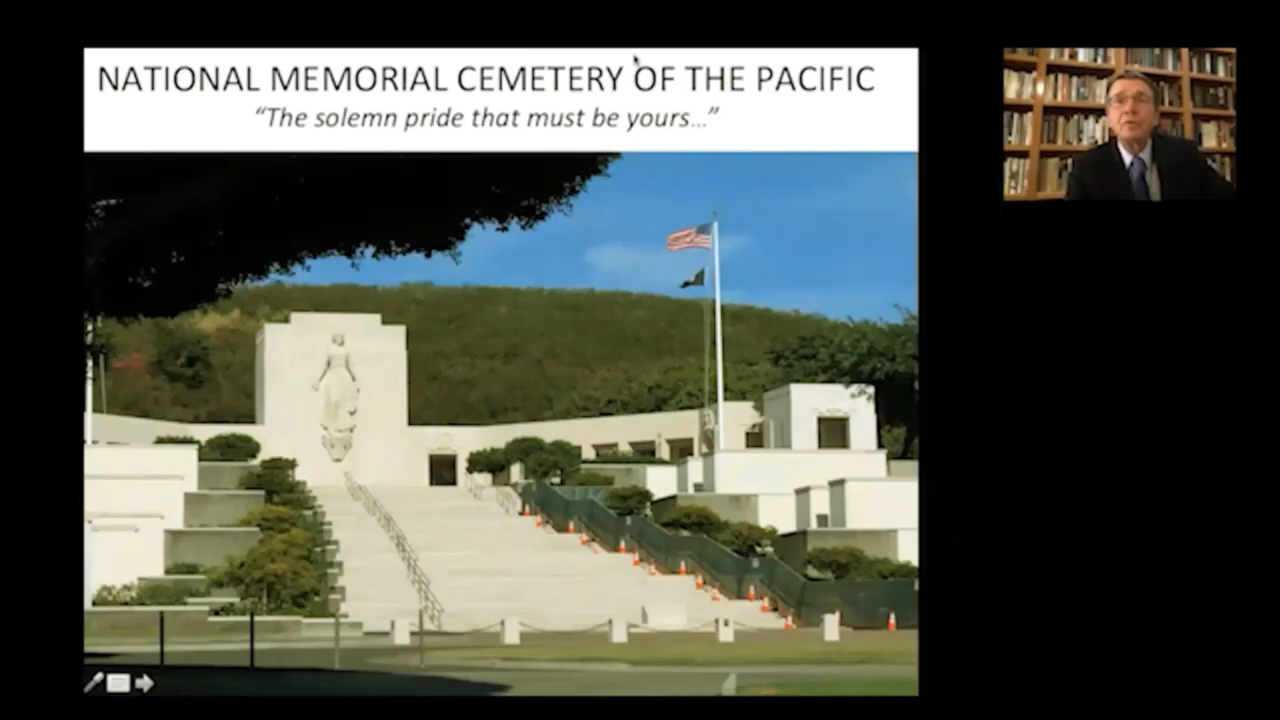 NATIONAL MEMORIAL CEMETERY OF THE PACIFIC
“The solemn pride that must be yours…”